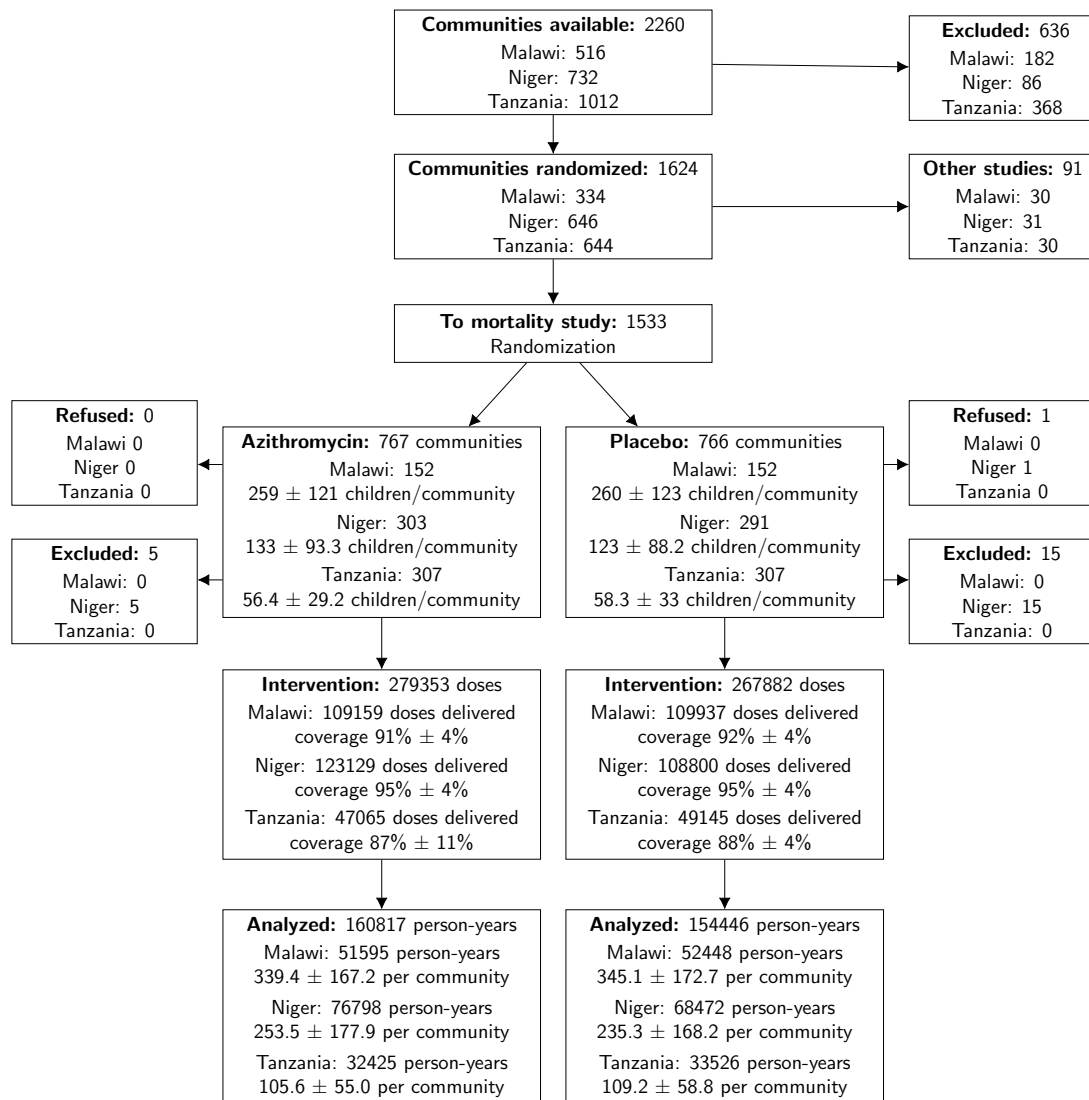 Communities available: 2260
Malawi: 516
Niger: 732
Tanzania: 1012
Excluded: 636
Malawi: 182
Niger: 86
Tanzania: 368
Communities randomized: 1624
Malawi: 334
Niger: 646
Tanzania: 644
Other studies: 91
Malawi: 30
Niger: 31
Tanzania: 30
To mortality study: 1533
Randomization
Refused: 0
Malawi 0
Niger 0
Tanzania 0
Excluded: 5
Malawi: 0
Niger: 5
Tanzania: 0
Azithromycin: 767 communities
Malawi: 152
259 ± 121 children/community
Niger: 303
133 ± 93.3 children/community
Tanzania: 307
56.4 ± 29.2 children/community
Placebo: 766 communities
Malawi: 152
260 ± 123 children/community
Niger: 291
123 ± 88.2 children/community
Tanzania: 307
58.3 ± 33 children/community
Refused: 1
Malawi 0
Niger 1
Tanzania 0
Excluded: 15
Malawi: 0
Niger: 15
Tanzania: 0
Intervention: 279353 doses
Malawi: 109159 doses delivered
coverage 91% ± 4%
Niger: 123129 doses delivered
coverage 95% ± 4%
Tanzania: 47065 doses delivered
coverage 87% ± 11%
Intervention: 267882 doses
Malawi: 109937 doses delivered
coverage 92% ± 4%
Niger: 108800 doses delivered
coverage 95% ± 4%
Tanzania: 49145 doses delivered
coverage 88% ± 4%
Analyzed: 160817 person-years
Malawi: 51595 person-years
339.4 ± 167.2 per community
Niger: 76798 person-years
253.5 ± 177.9 per community
Tanzania: 32425 person-years
105.6 ± 55.0 per community
Analyzed: 154446 person-years
Malawi: 52448 person-years
345.1 ± 172.7 per community
Niger: 68472 person-years
235.3 ± 168.2 per community
Tanzania: 33526 person-years
109.2 ± 58.8 per community